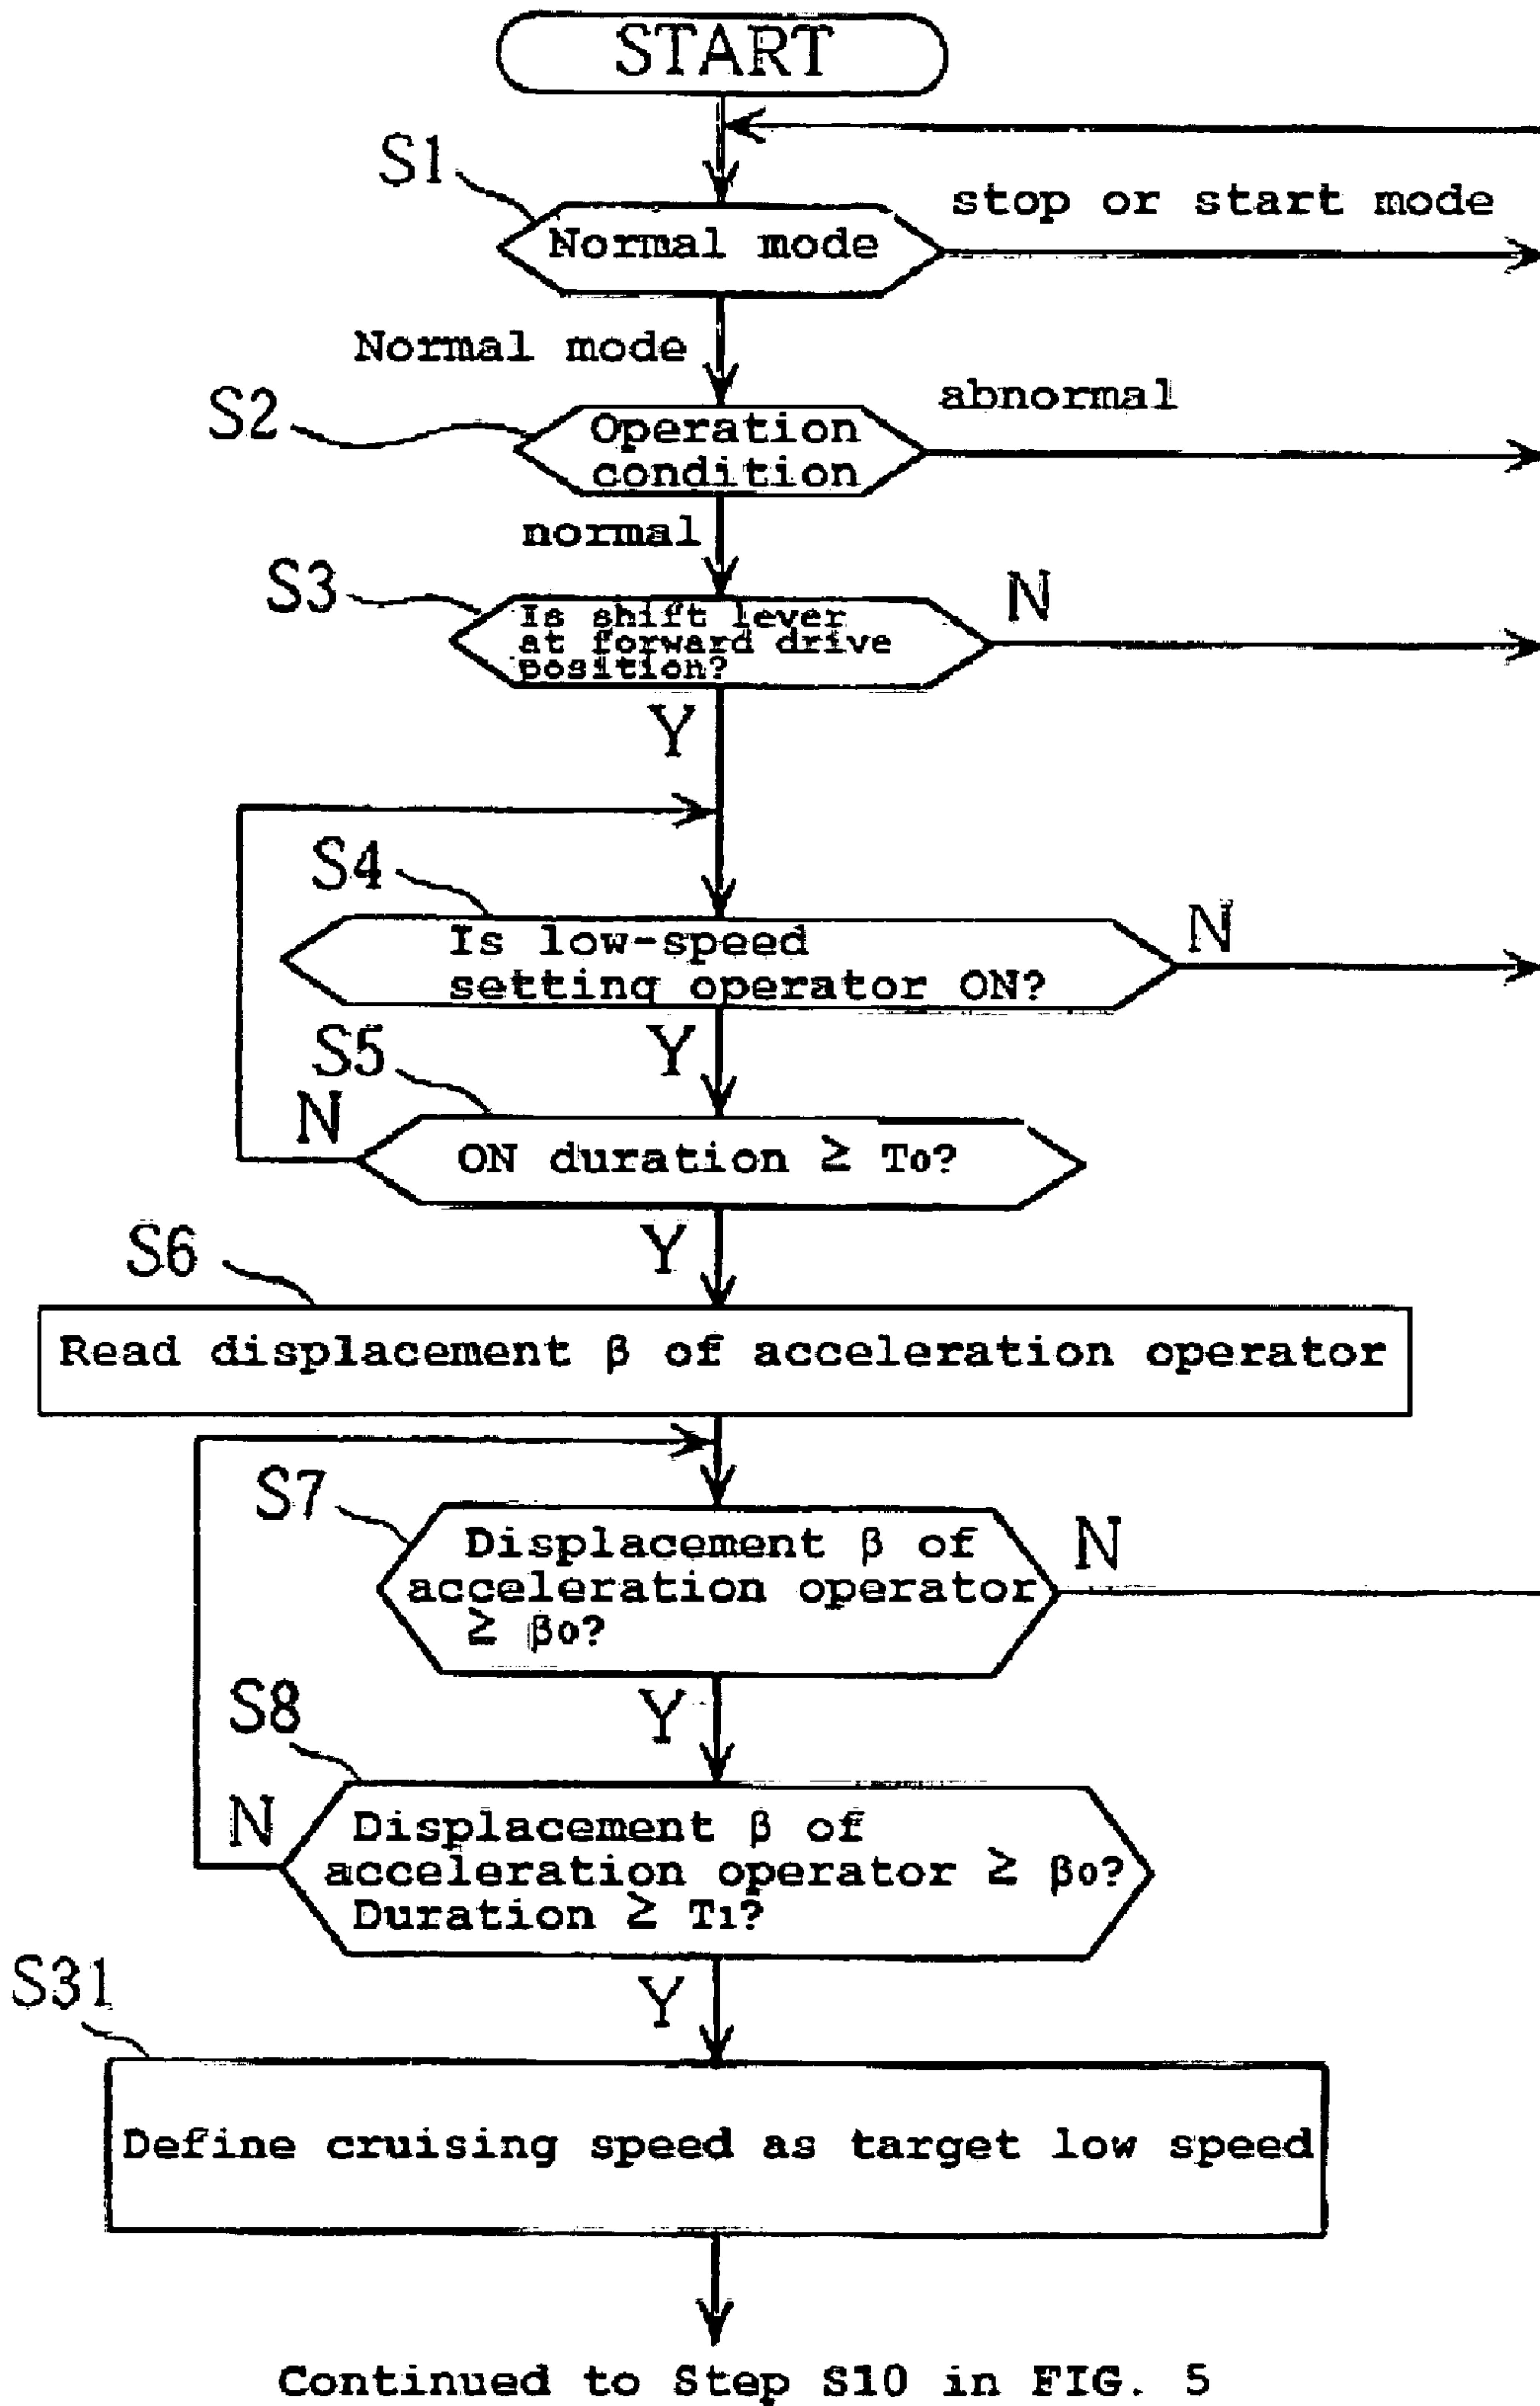 START
S1
stop or start mode
Normal mode
Normal mode
S2
abnormal
Operation
condition
normal
S3
N
Is shift lever
at forward drive
position?
Y
S4
N
Is low-speed
setting operator ON?
S5
Y
N
ON duration ≥ T0?
S6
Y
Read displacement β of acceleration operator
S7
N
Displacement β of
acceleration operator
≥ β0?
S8
Y
N
Displacement β of
acceleration operator ≥ β0?
Duration ≥ T1?
S31
Y
Define cruising speed as target low speed
Continued to Step S10 in FIG. 5